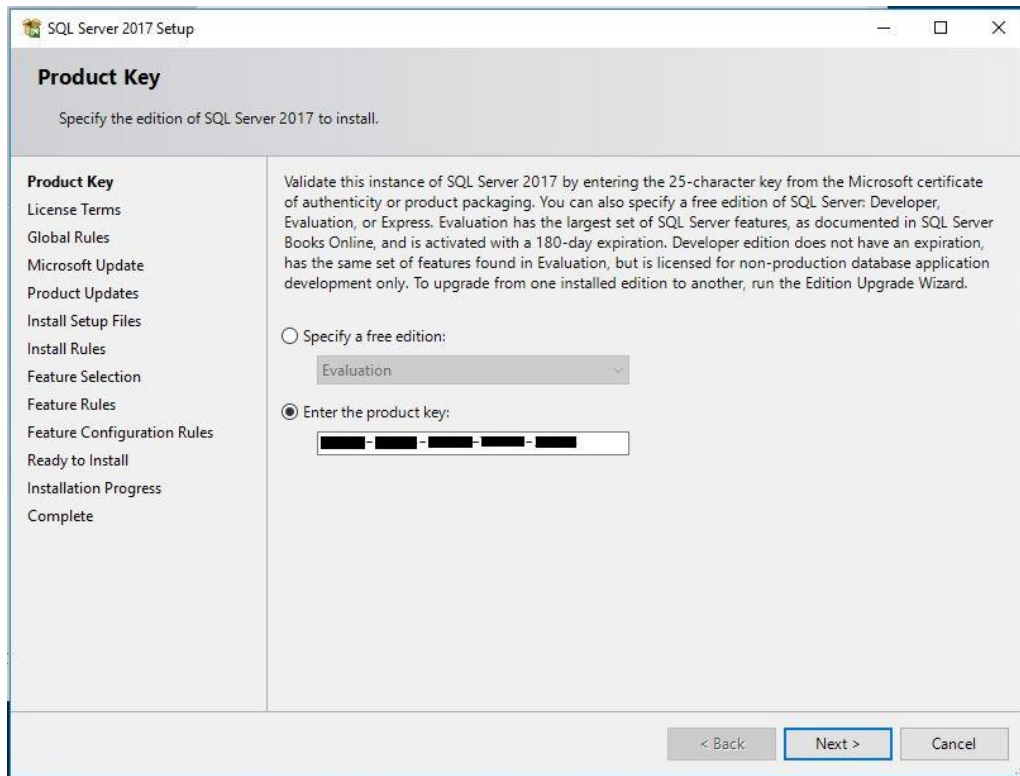 SQL Server 2017 Setup
Product Key
Specify the edition of SQL Server 2017 to install.
Product Key
License Terms
Global Rules
Microsoft Update
Product Updates
Install Setup Files
Install Rules
Feature Selection
Feature Rules
Feature Configuration Rules
Ready to Install
Installation Progress
Complete
Validate this instance of SQL Server 2017 by entering the 25-character key from the Microsoft certificate
of authenticity or product packaging. You can also specify a free edition of SQL Server: Developer,
Evaluation, or Express. Evaluation has the largest set of SQL Server features, as documented in SQL Server
Books Online, and is activated with a 180-day expiration. Developer edition does not have an expiration,
has the same set of features found in Evaluation, but is licensed for non-production database application
development only. To upgrade from one installed edition to another, run the Edition Upgrade Wizard.
Specify a free edition:
Evaluation
Enter the product key:
< Back
Next >
Cancel